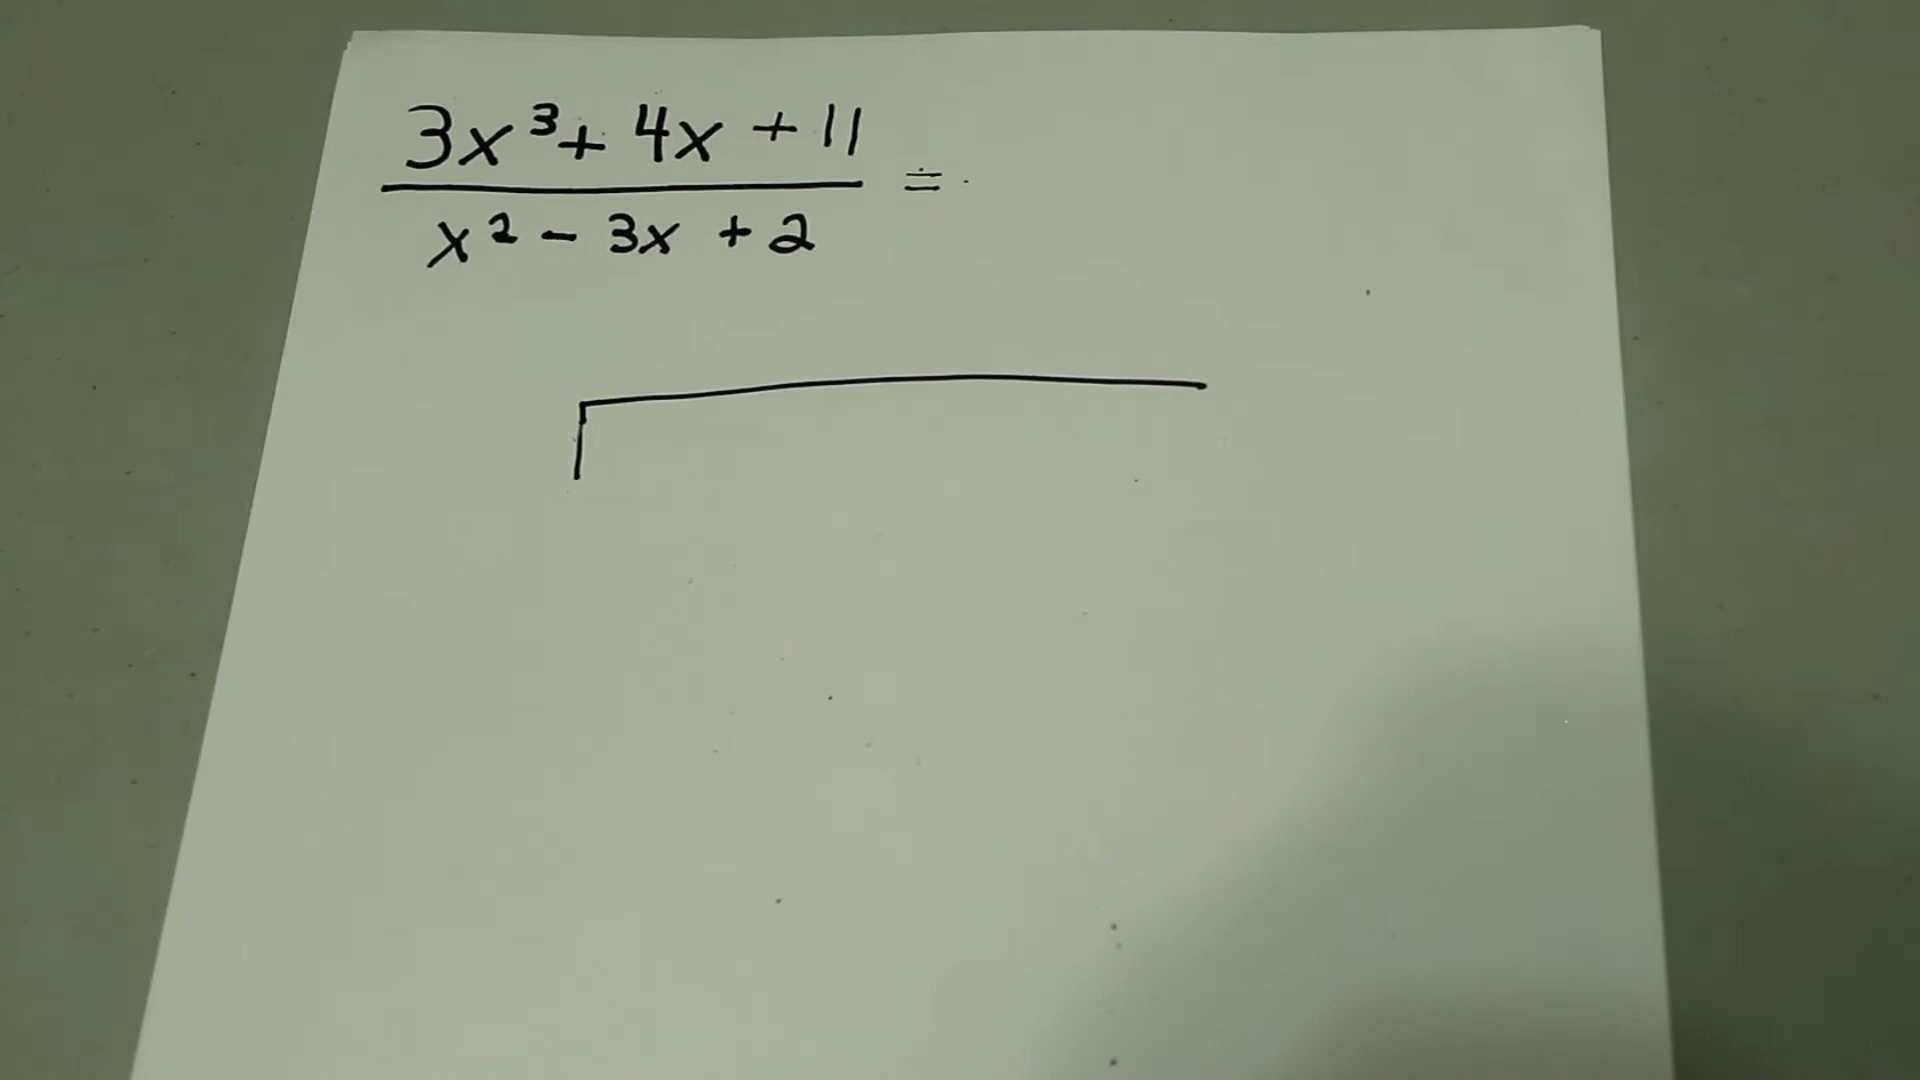 3x³ + 4x + 11
x² - 3x + 2
=